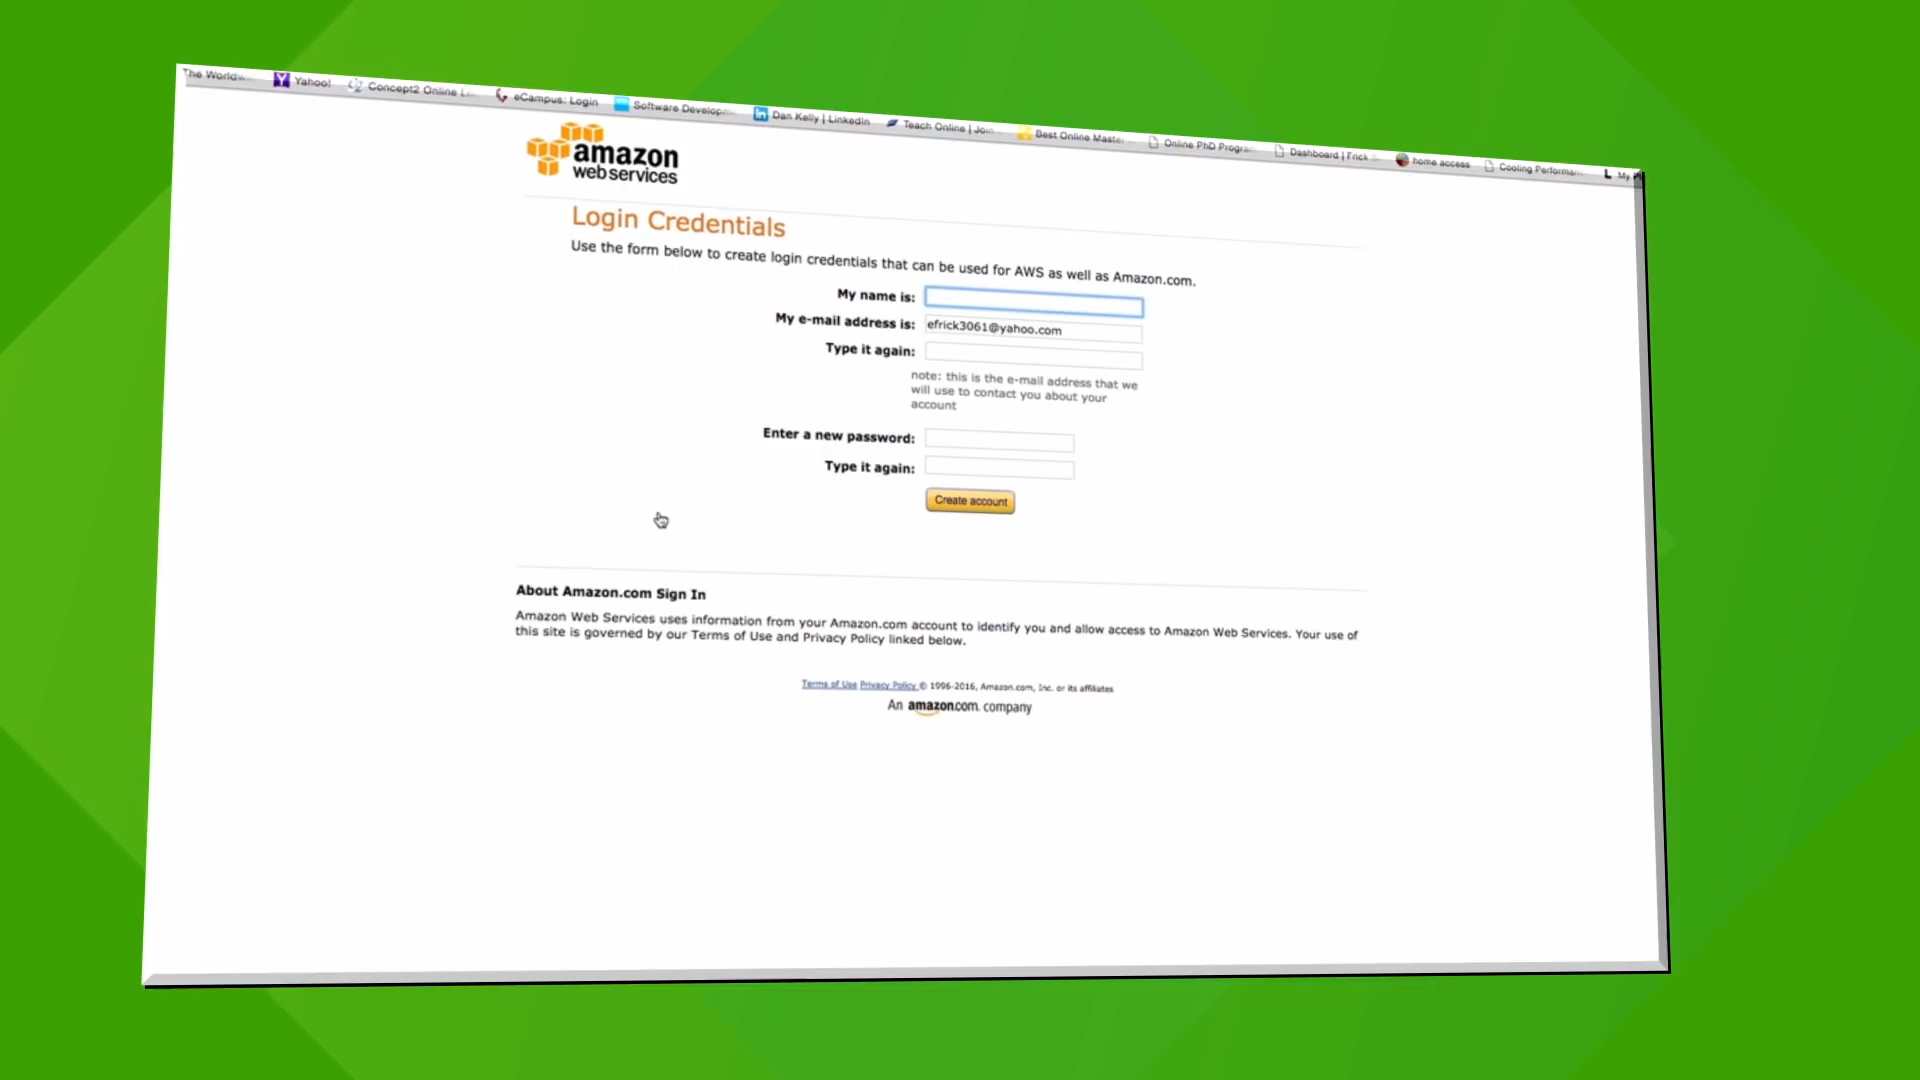 The Worldw
Yahoo!
Concept2 Online
eCampus: Login
Software Develop
Dan Kelly | LinkedIn
Teach Online | Join
Best Online Master
Online PhD Progra
Dashboard | Frick
home access
Cooling Performan
My
amazon
web services
Login Credentials
Use the form below to create login credentials that can be used for AWS as well as Amazon.com.
My name is:
My e-mail address is: efrick3061@yahoo.com
Type it again:
note: this is the e-mail address that we
will use to contact you about your
account
Enter a new password:
Type it again:
Create account
About Amazon.com Sign In
Amazon Web Services uses information from your Amazon.com account to identify you and allow access to Amazon Web Services. Your use of
this site is governed by our Terms of Use and Privacy Policy linked below.
Terms of Use Privacy Policy © 1996-2016, Amazon.com, Inc. or its affiliates
An amazon.com. company